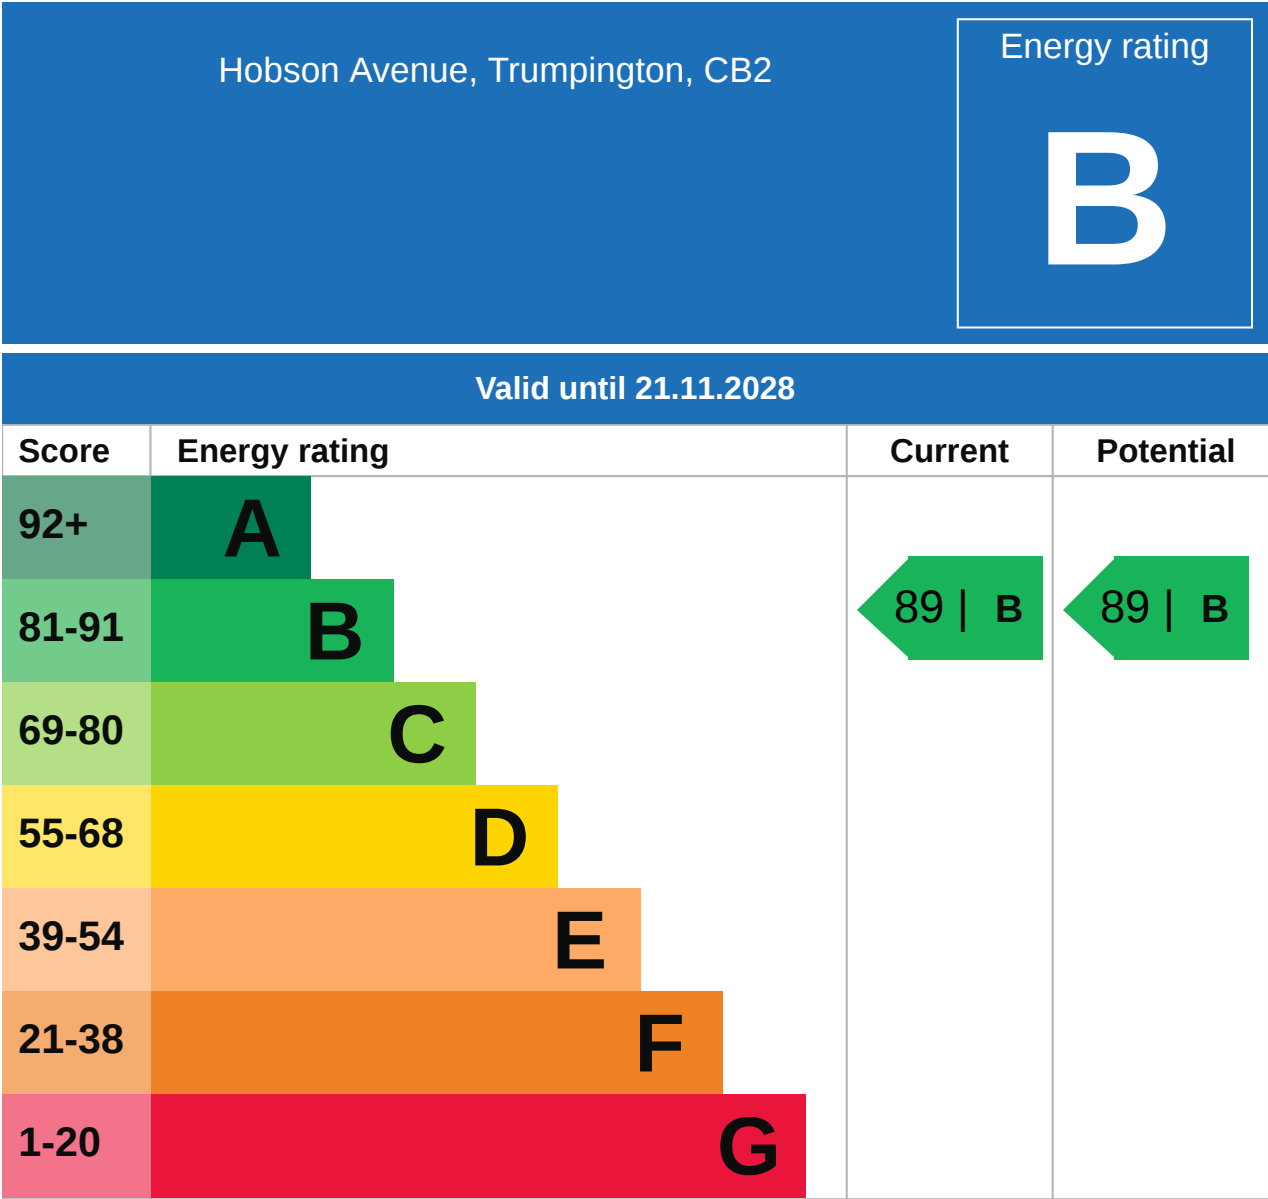 Hobson Avenue, Trumpington, CB2
Energy rating
B
Valid until 21.11.2028
Score Energy rating Current Potential
92+ A
81-91 B 89 | B 89 | B
69-80 C
55-68 D
39-54 E
21-38 F
1-20 G